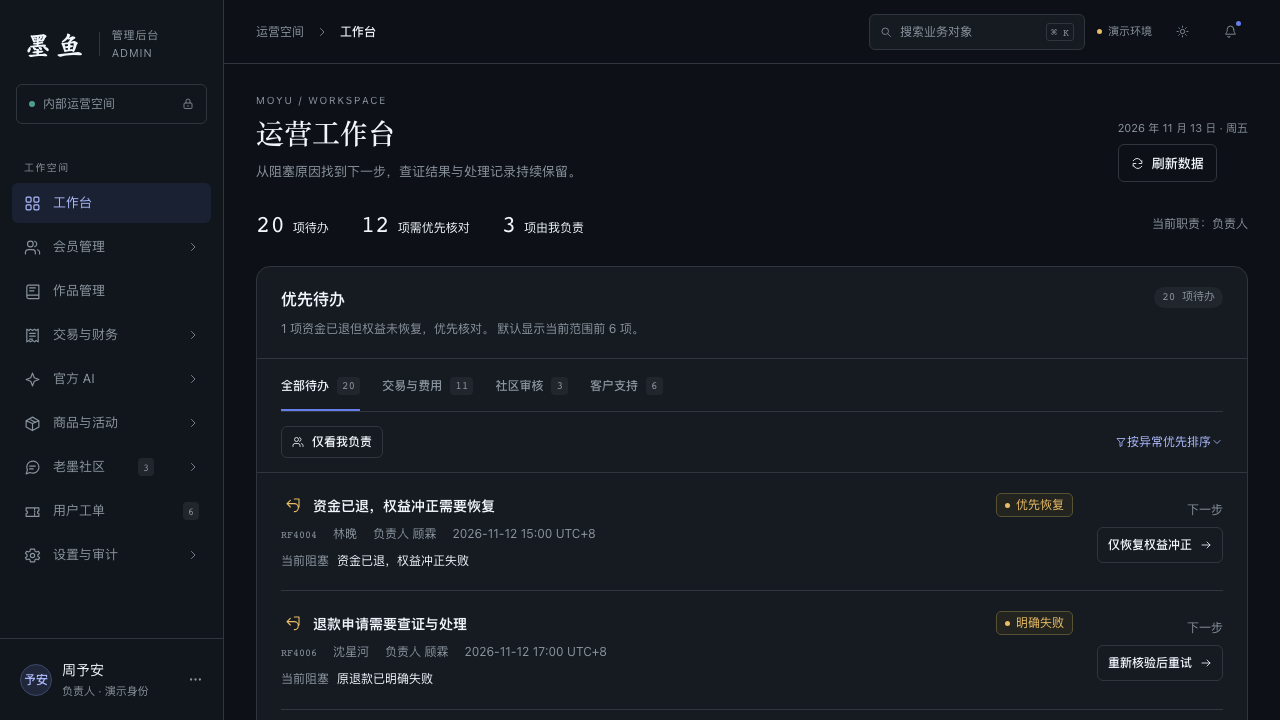 墨鱼
管理后台
ADMIN
内部运营空间
工作空间
工作台
会员管理
作品管理
交易与财务
官方 AI
商品与活动
老墨社区 3
用户工单 6
设置与审计
予安
周予安
负责人 · 演示身份
运营空间 工作台
搜索业务对象 ⌘ K
演示环境
MOYU / WORKSPACE
运营工作台
从阻塞原因找到下一步，查证结果与处理记录持续保留。
2026 年 11 月 13 日 · 周五
刷新数据
20 项待办 12 项需优先核对 3 项由我负责
当前职责：负责人
优先待办
20 项待办
1 项资金已退但权益未恢复，优先核对。 默认显示当前范围前 6 项。
全部待办 20 交易与费用 11 社区审核 3 客户支持 6
仅看我负责
按异常优先排序
资金已退，权益冲正需要恢复
优先恢复
RF4004 林晚 负责人 顾霖 2026-11-12 15:00 UTC+8
当前阻塞 资金已退，权益冲正失败
下一步
仅恢复权益冲正
退款申请需要查证与处理
明确失败
RF4006 沈星河 负责人 顾霖 2026-11-12 17:00 UTC+8
当前阻塞 原退款已明确失败
下一步
重新核验后重试